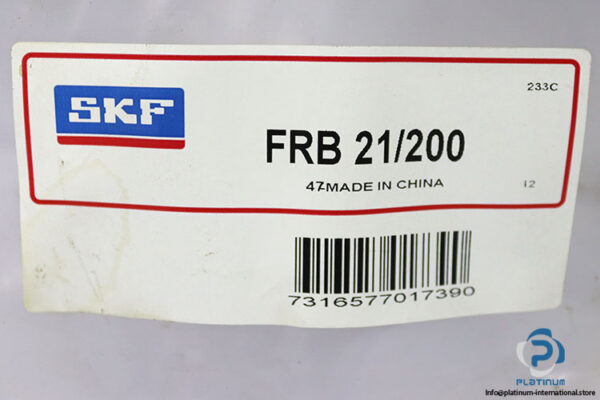 233C
SKF
FRB 21/200
47MADE IN CHINA
12
7316577017390
PLATINUM
Info@platinum-international.store